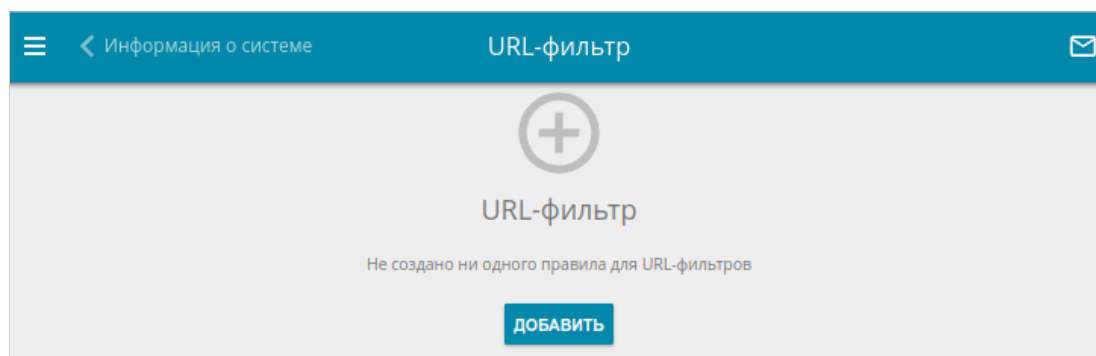 Информация о системе
URL-фильтр
URL-фильтр
Не создано ни одного правила для URL-фильтров
ДОБАВИТЬ